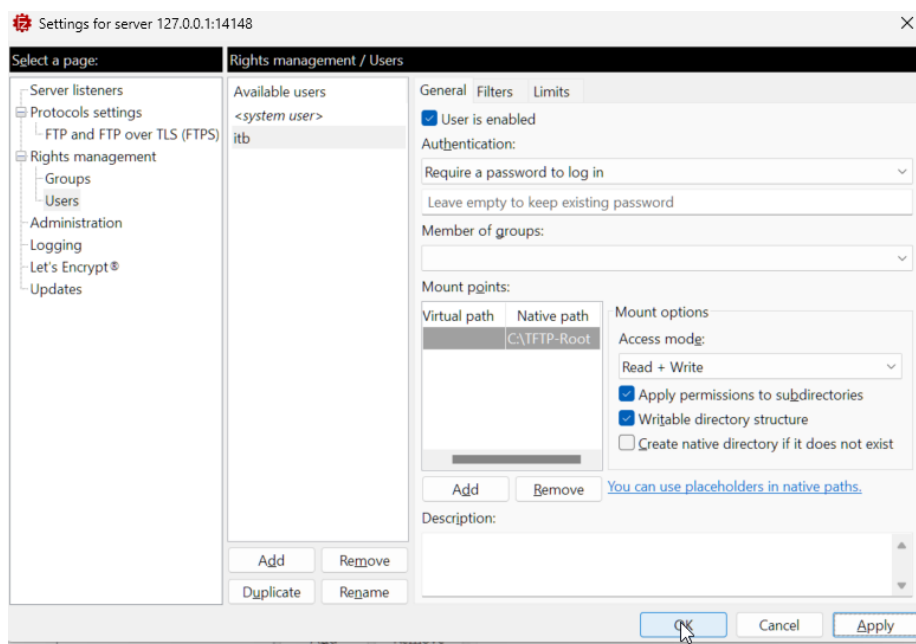 Settings for server 127.0.0.1:14148
Select a page:
Rights management / Users
Server listeners
Protocols settings
FTP and FTP over TLS (FTPS)
Rights management
Groups
Users
Administration
Logging
Let's Encrypt®
Updates
Available users
<system user>
itb
Add
Remove
Duplicate
Rename
General Filters Limits
User is enabled
Authentication:
Require a password to log in
Leave empty to keep existing password
Member of groups:
Mount points:
Virtual path Native path
C:\TFTP-Root
Mount options
Access mode:
Read + Write
Apply permissions to subdirectories
Writable directory structure
Create native directory if it does not exist
Add
Remove
You can use placeholders in native paths.
Description:
OK
Cancel
Apply